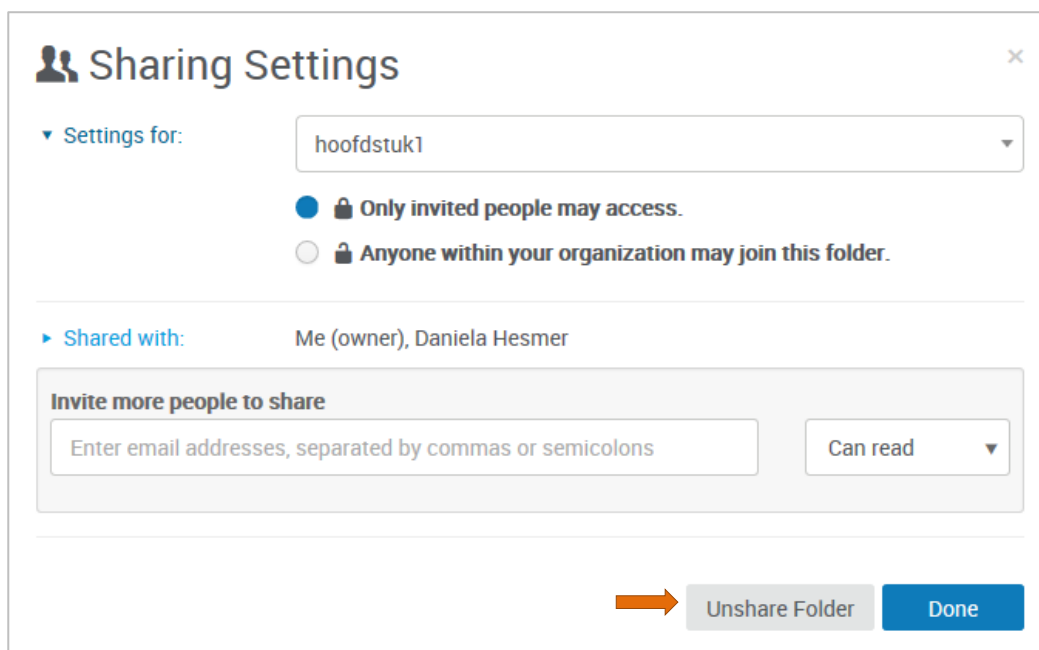 Sharing Settings
Settings for:
hoofdstuk1
Only invited people may access.
Anyone within your organization may join this folder.
Shared with:
Me (owner), Daniela Hesmer
Invite more people to share
Enter email addresses, separated by commas or semicolons
Can read
Unshare Folder
Done